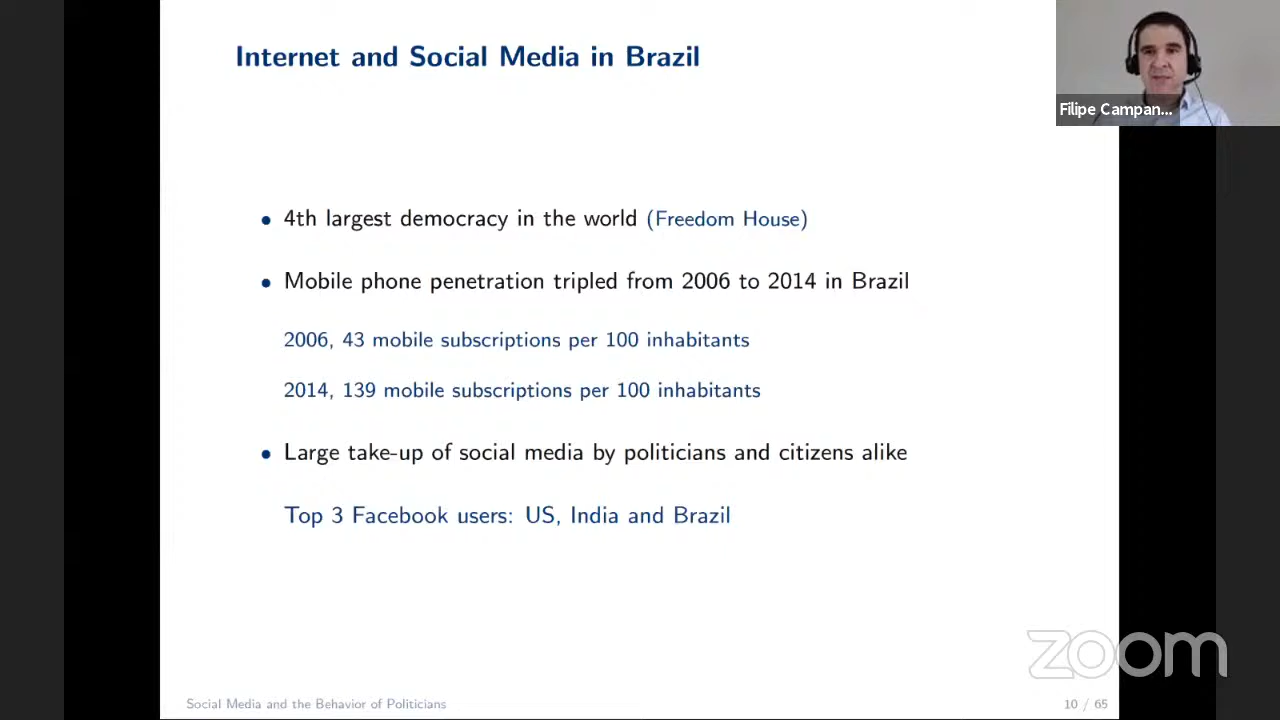 Internet and Social Media in Brazil
Filipe Campan...
• 4th largest democracy in the world (Freedom House)
• Mobile phone penetration tripled from 2006 to 2014 in Brazil
2006, 43 mobile subscriptions per 100 inhabitants
2014, 139 mobile subscriptions per 100 inhabitants
• Large take-up of social media by politicians and citizens alike
Top 3 Facebook users: US, India and Brazil
zoom
Social Media and the Behavior of Politicians
10 / 65